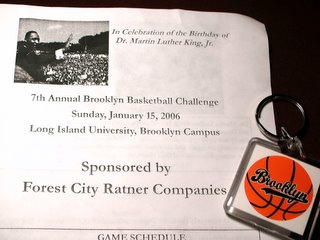 In Celebration of the Birthday of
Dr. Martin Luther King, Jr.
7th Annual Brooklyn Basketball Challenge
Sunday, January 15, 2006
Long Island University, Brooklyn Campus
Sponsored by
Forest City Ratner Companies
Brooklyn
GAME SCHEDULE